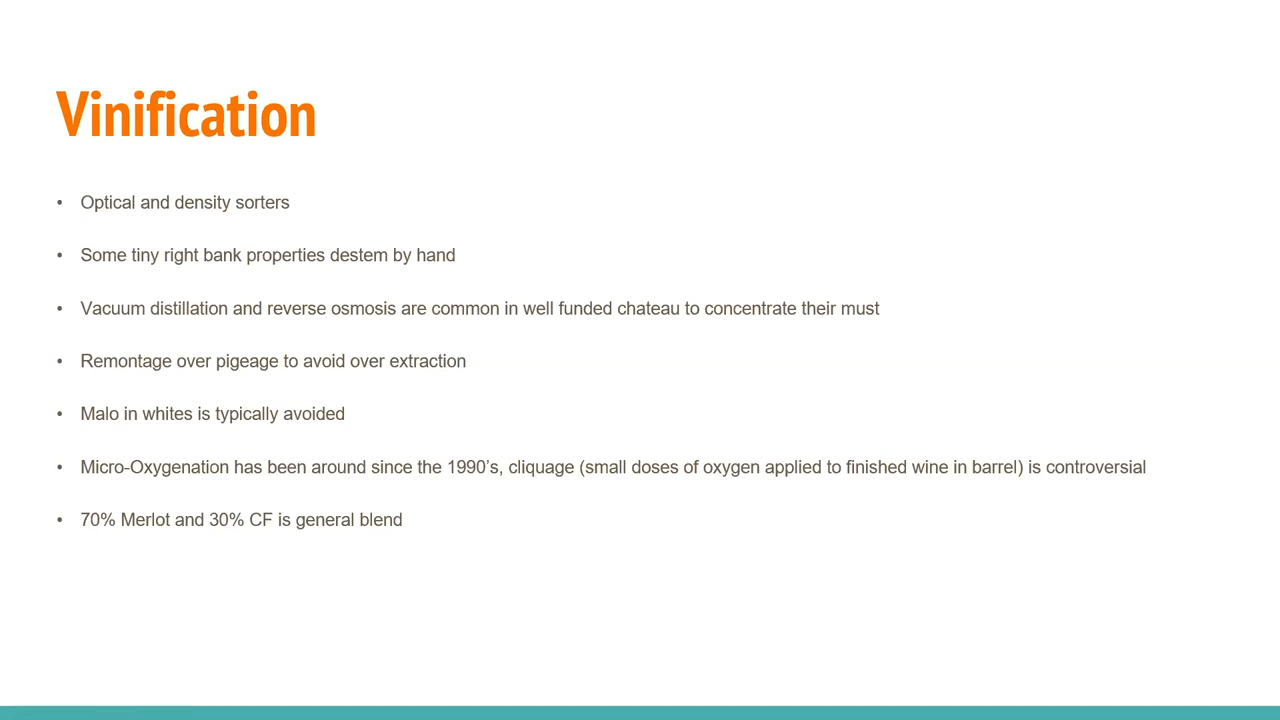 Vinification
• Optical and density sorters
• Some tiny right bank properties destem by hand
• Vacuum distillation and reverse osmosis are common in well funded chateau to concentrate their must
• Remontage over pigeage to avoid over extraction
• Malo in whites is typically avoided
• Micro-Oxygenation has been around since the 1990's, cliquage (small doses of oxygen applied to finished wine in barrel) is controversial
• 70% Merlot and 30% CF is general blend